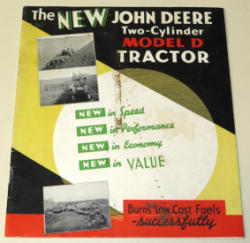 The NEW JOHN DEERE
Two-Cylinder
MODEL D
TRACTOR
NEW in Speed
NEW in Performance
NEW in Economy
NEW in VALUE
Burns Low Cost Fuels
-successfully